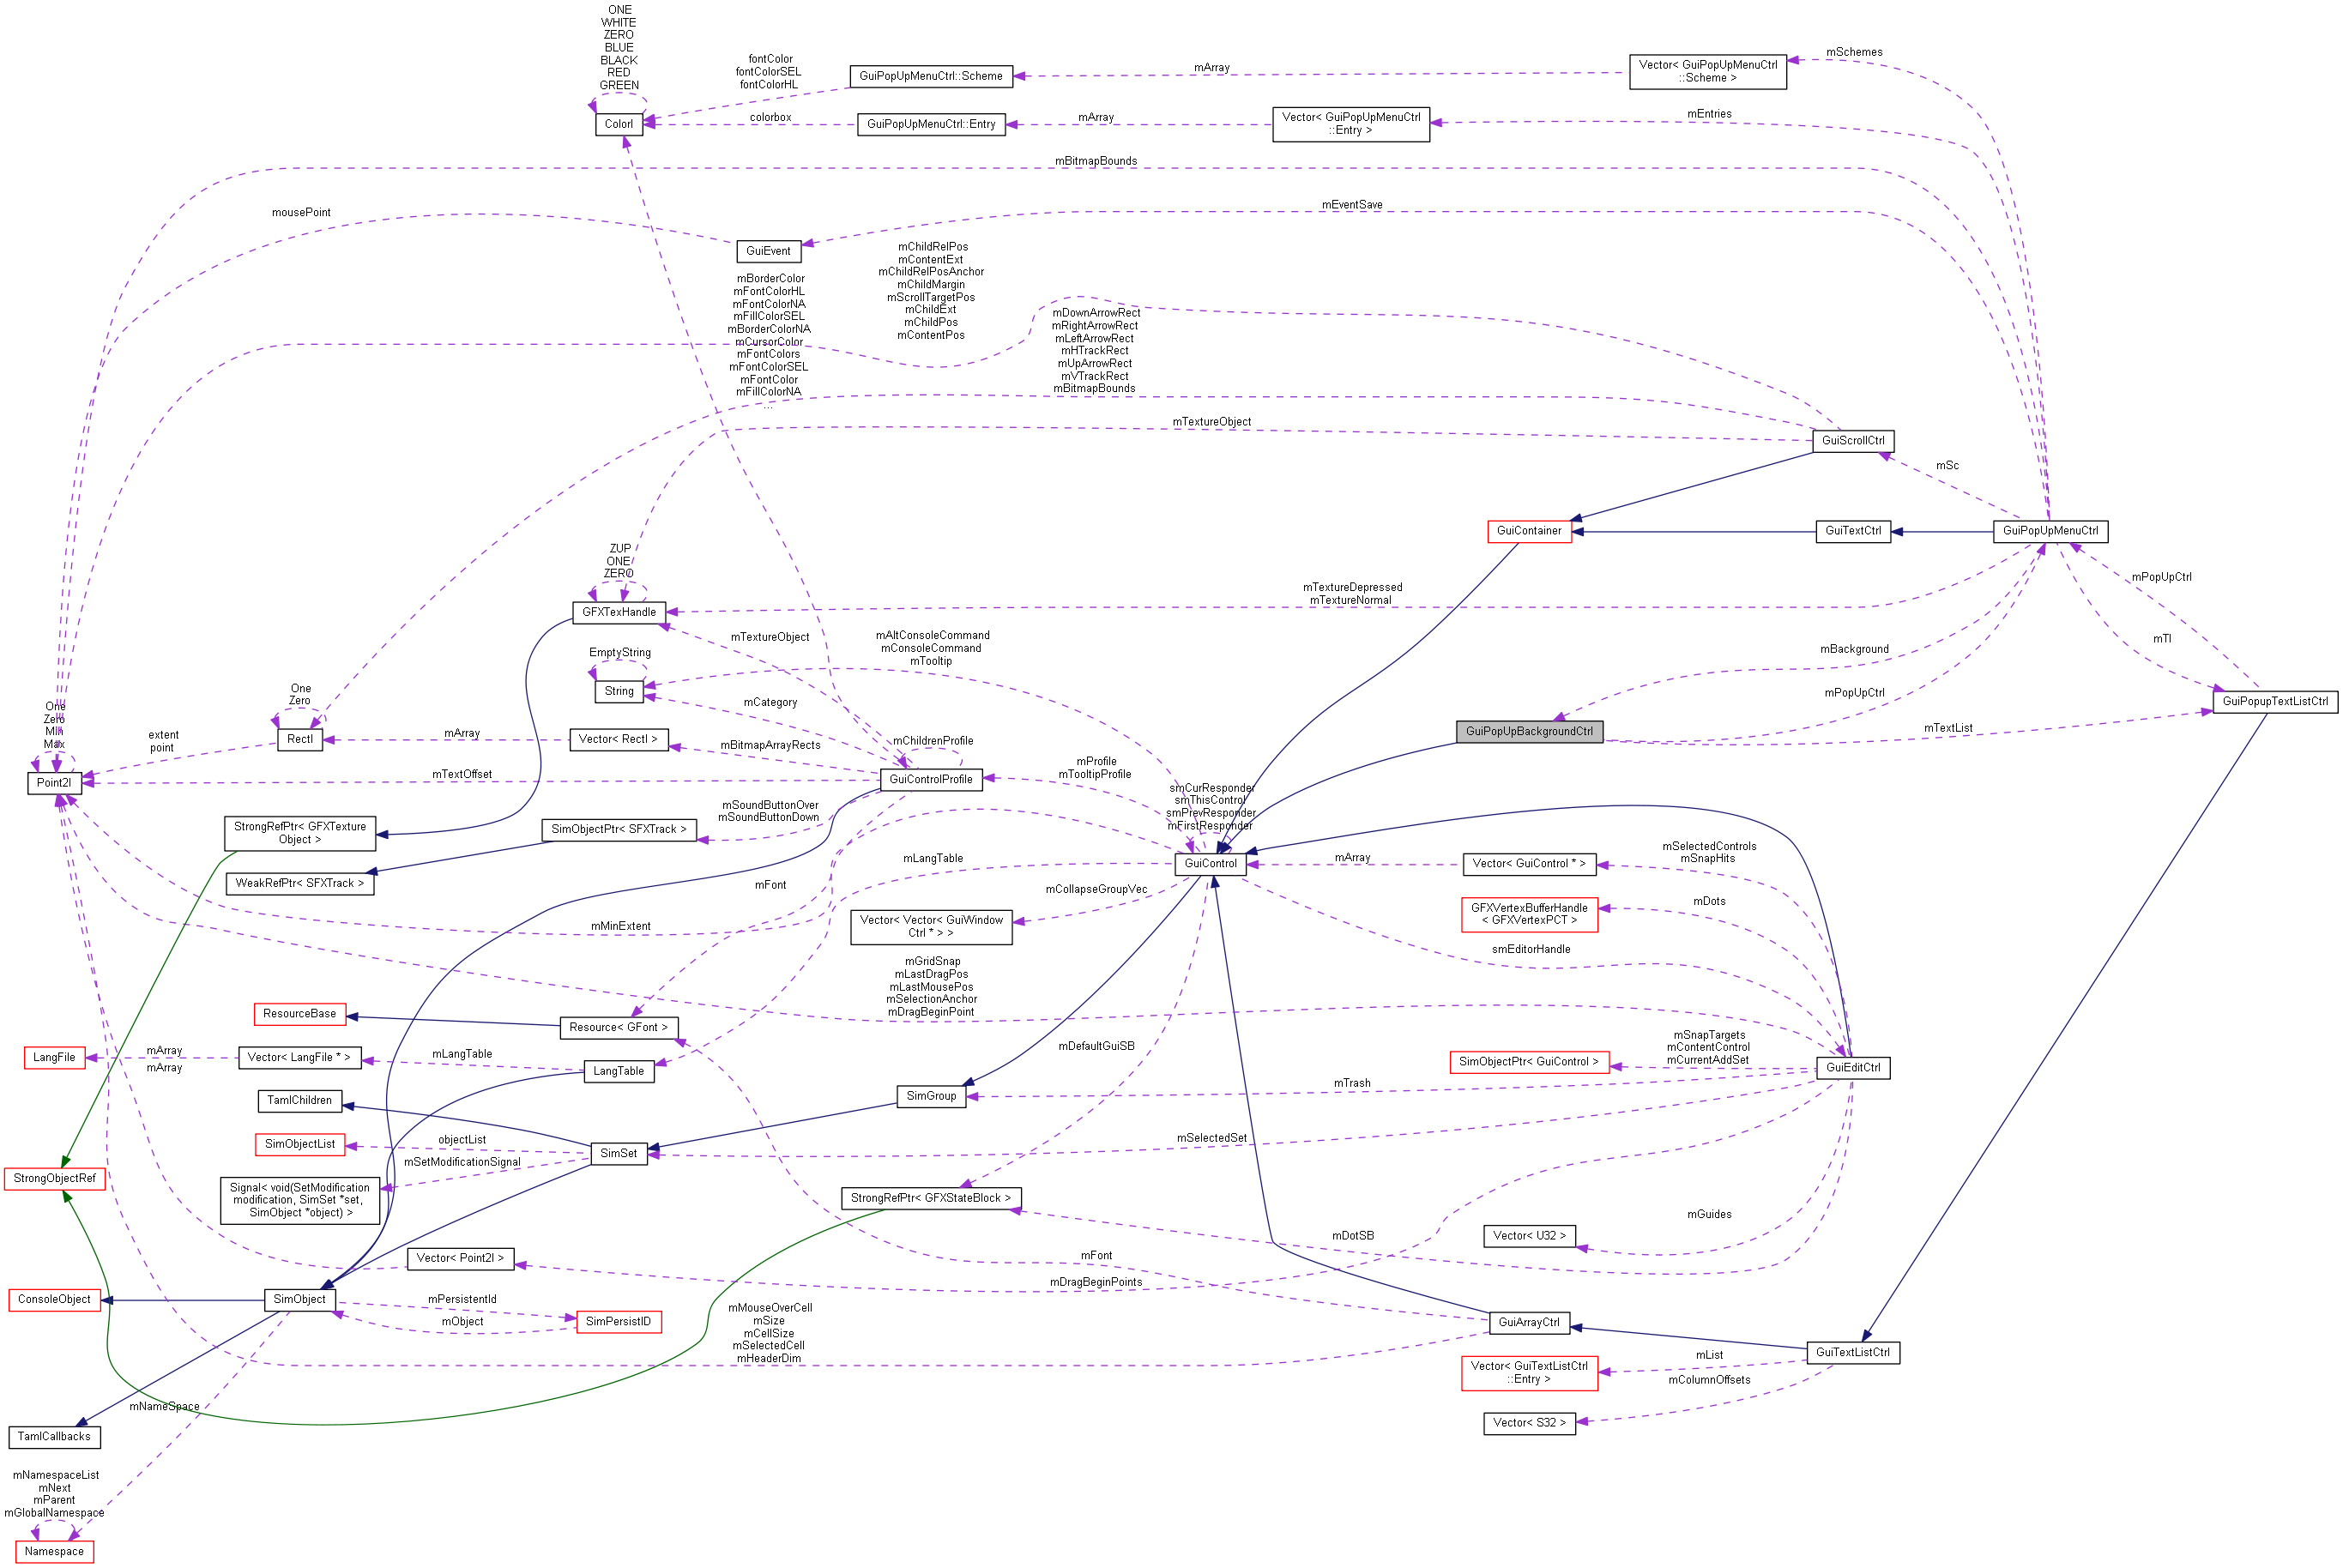 ONE
WHITE
ZERO
BLUE
BLACK
RED
GREEN
fontColor
fontColorSEL
fontColorHL
GuiPopUpMenuCtrl::Scheme
mArray
Vector< GuiPopUpMenuCtrl
::Scheme >
mSchemes
ColorI
colorbox
GuiPopUpMenuCtrl::Entry
mArray
Vector< GuiPopUpMenuCtrl
::Entry >
mEntries
mBitmapBounds
mousePoint
mEventSave
GuiEvent
mChildRelPos
mContentExt
mChildRelPosAnchor
mChildMargin
mScrollTargetPos
mChildExt
mChildPos
mContentPos
mBorderColor
mFontColorHL
mFontColorNA
mFillColorSEL
mBorderColorNA
mCursorColor
mFontColors
mFontColorSEL
mFontColor
mFillColorNA
...
mDownArrowRect
mRightArrowRect
mLeftArrowRect
mHTrackRect
mUpArrowRect
mVTrackRect
mBitmapBounds
mTextureObject
GuiScrollCtrl
mSc
GuiContainer
GuiTextCtrl
GuiPopUpMenuCtrl
ZUP
ONE
ZERO
GFXTexHandle
mTextureDepressed
mTextureNormal
mPopUpCtrl
mTextureObject
mAltConsoleCommand
mConsoleCommand
mTooltip
mTl
mBackground
EmptyString
String
mCategory
mPopUpCtrl
GuiPopupTextListCtrl
One
Zero
RectI
mArray
Vector< RectI >
mBitmapArrayRects
mChildrenProfile
GuiPopUpBackgroundCtrl
mTextList
One
Zero
Min
Max
extent
point
Point2I
mTextOffset
GuiControlProfile
mProfile
mTooltipProfile
smCurResponder
smThisControl
smPrevResponder
mFirstResponder
mSoundButtonOver
mSoundButtonDown
StrongRefPtr< GFXTexture
Object >
SimObjectPtr< SFXTrack >
WeakRefPtr< SFXTrack >
mLangTable
GuiControl
mArray
Vector< GuiControl * >
mSelectedControls
mSnapHits
mFont
mCollapseGroupVec
mMinExtent
Vector< Vector< GuiWindow
Ctrl * > >
GFXVertexBufferHandle
< GFXVertexPCT >
mDots
smEditorHandle
mGridSnap
mLastDragPos
mLastMousePos
mSelectionAnchor
mDragBeginPoint
ResourceBase
Resource< GFont >
LangFile
mArray
mArray
Vector< LangFile * >
mLangTable
LangTable
mDefaultGuiSB
SimObjectPtr< GuiControl >
mSnapTargets
mContentControl
mCurrentAddSet
GuiEditCtrl
mTrash
TamlChildren
SimGroup
SimObjectList
objectList
SimSet
mSelectedSet
StrongObjectRef
mSetModificationSignal
Signal< void(SetModification
modification, SimSet *set,
SimObject *object) >
StrongRefPtr< GFXStateBlock >
mGuides
Vector< U32 >
mDotSB
Vector< Point2I >
mFont
mDragBeginPoints
ConsoleObject
SimObject
mPersistentId
mObject
SimPersistID
mMouseOverCell
mSize
mCellSize
mSelectedCell
mHeaderDim
GuiArrayCtrl
GuiTextListCtrl
mList
Vector< GuiTextListCtrl
::Entry >
mColumnOffsets
Vector< S32 >
mNameSpace
TamlCallbacks
mNamespaceList
mNext
mParent
mGlobalNamespace
Namespace